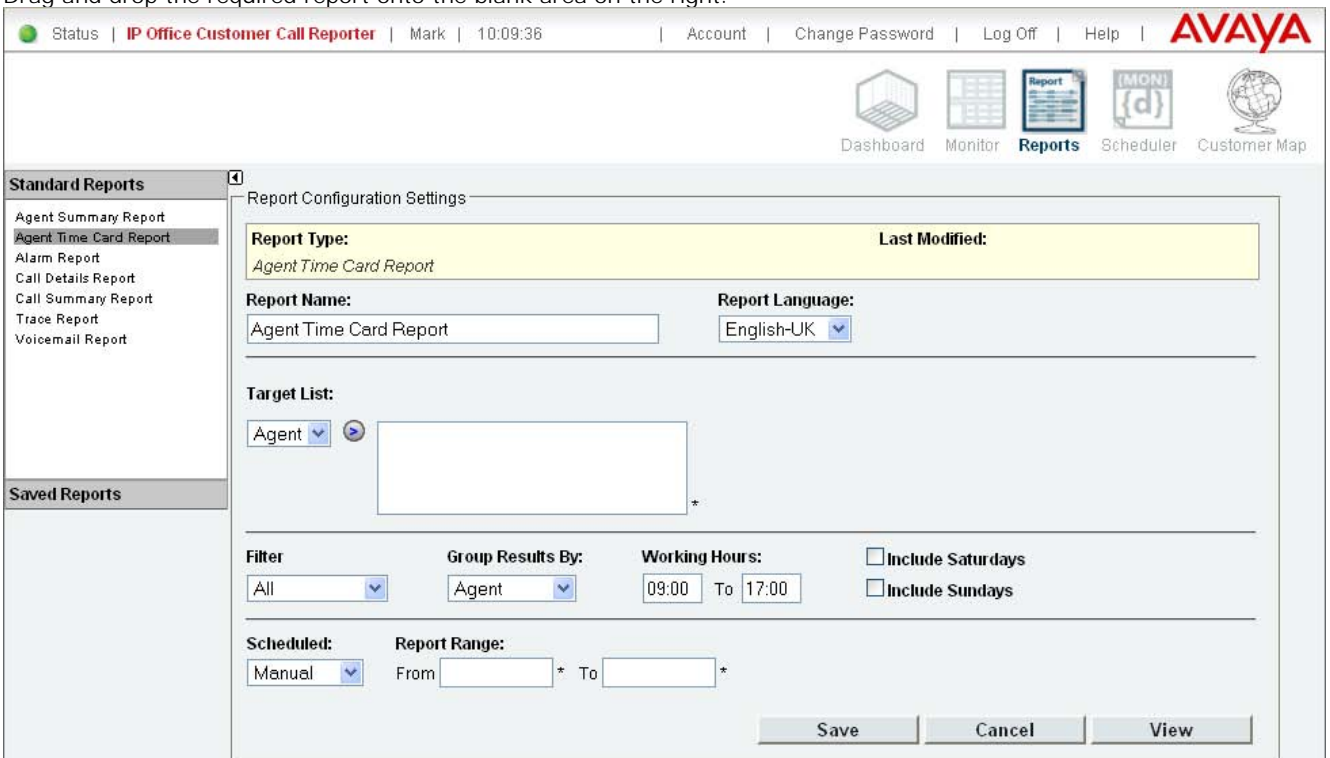 Drag and drop the required report onto the blank area on the right.
Status | IP Office Customer Call Reporter | Mark | 10:09:36 | Account | Change Password | Log Off | Help | AVAYA
Report (MON) {d}
Dashboard Monitor Reports Scheduler Customer Map
Standard Reports
Agent Summary Report
Agent Time Card Report
Alarm Report
Call Details Report
Call Summary Report
Trace Report
Voicemail Report
Saved Reports
Report Configuration Settings
Report Type: Last Modified:
Agent Time Card Report
Report Name: Report Language:
Agent Time Card Report English-UK
Target List:
Agent >
*
Filter Group Results By: Working Hours: Include Saturdays
All Agent 09:00 To 17:00 Include Sundays
Scheduled: Report Range:
Manual From * To *
Save Cancel View